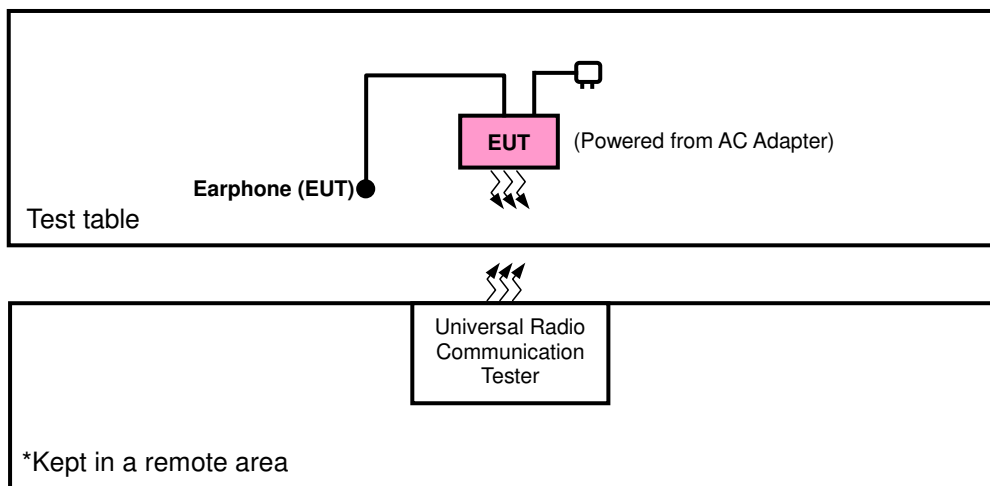 EUT
(Powered from AC Adapter)
Earphone (EUT)
Test table
Universal Radio
Communication
Tester
*Kept in a remote area